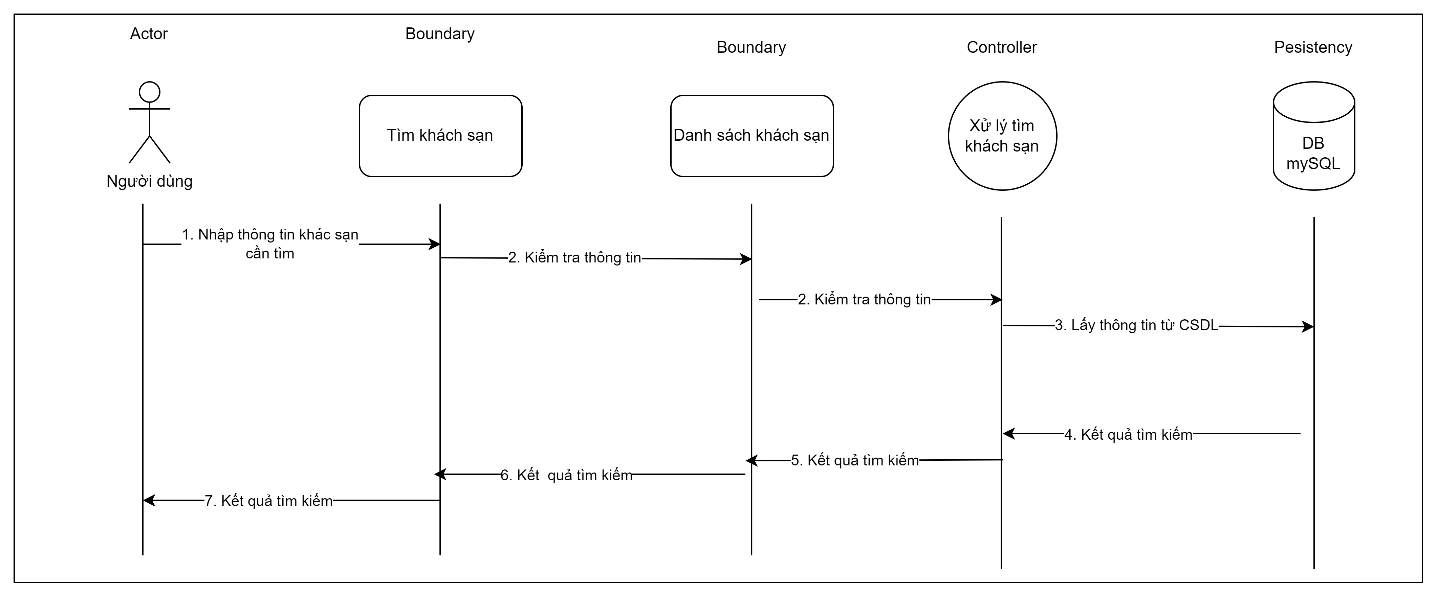 Actor
Boundary
Boundary
Controller
Pesistency
Tìm khách sạn
Danh sách khách sạn
Xử lý tìm
khách sạn
DB
mySQL
Người dùng
1. Nhập thông tin khác sạn
cần tìm
2. Kiểm tra thông tin
2. Kiểm tra thông tin
3. Lấy thông tin từ CSDL
4. Kết quả tìm kiếm
5. Kết quả tìm kiếm
6. Kết  quả tìm kiếm
7. Kết quả tìm kiếm